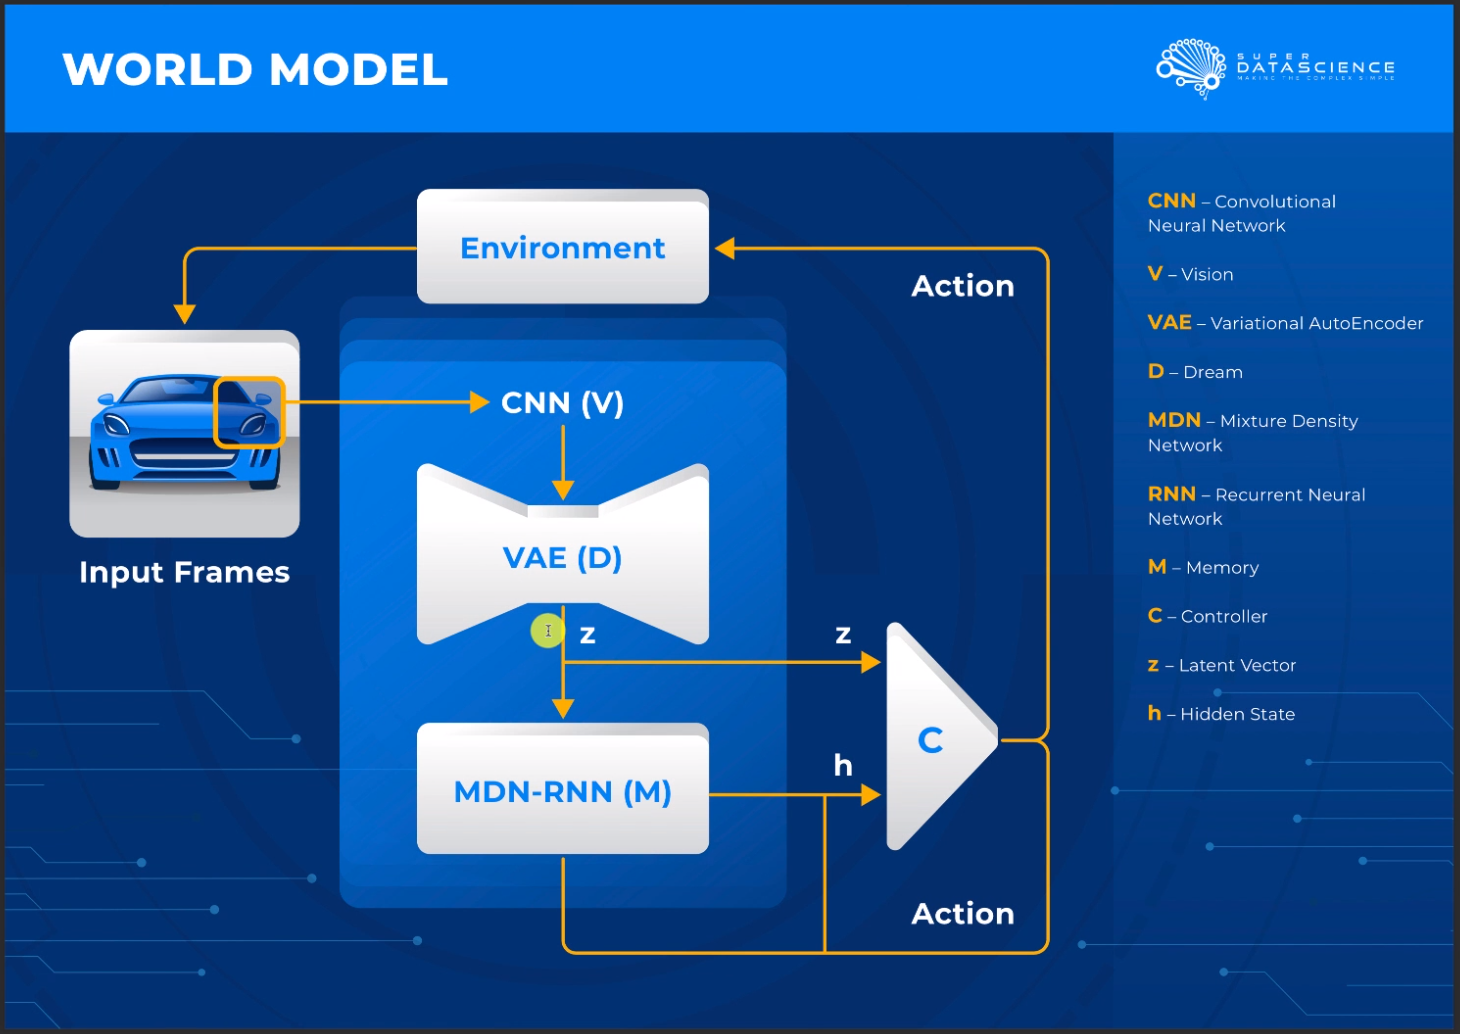 WORLD MODEL
SUPER
DATASCIENCE
MAKING THE COMPLEX SIMPLE
Environment
Action
CNN (V)
VAE (D)
Input Frames
z
z
C
h
MDN-RNN (M)
Action
CNN – Convolutional
Neural Network
V – Vision
VAE – Variational AutoEncoder
D – Dream
MDN – Mixture Density
Network
RNN – Recurrent Neural
Network
M – Memory
C – Controller
z – Latent Vector
h – Hidden State